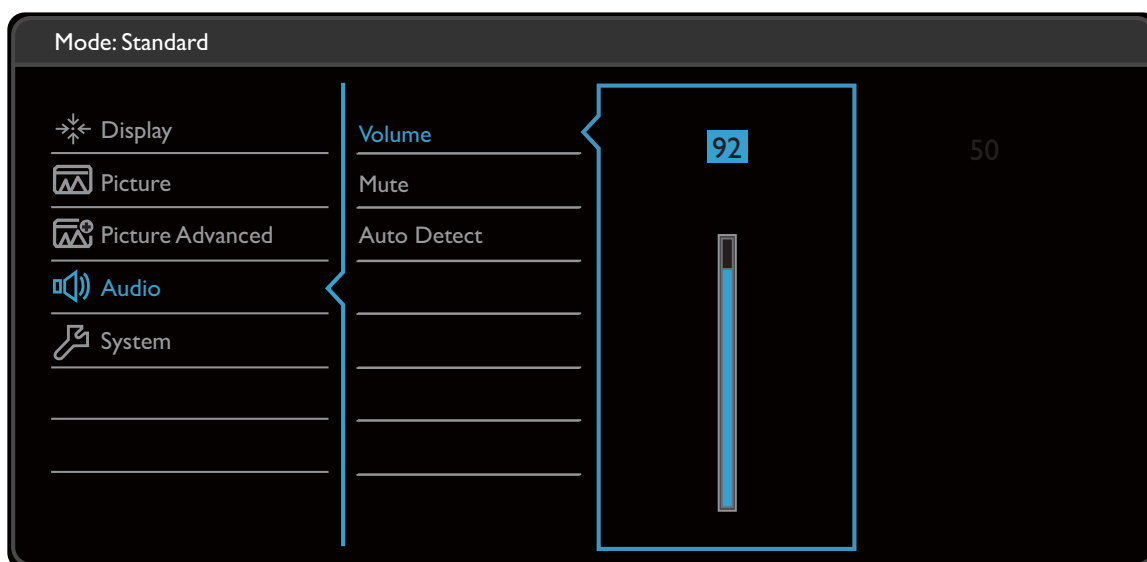 Mode: Standard
Display
Picture
Picture Advanced
Audio
System
Volume
Mute
Auto Detect
92
50